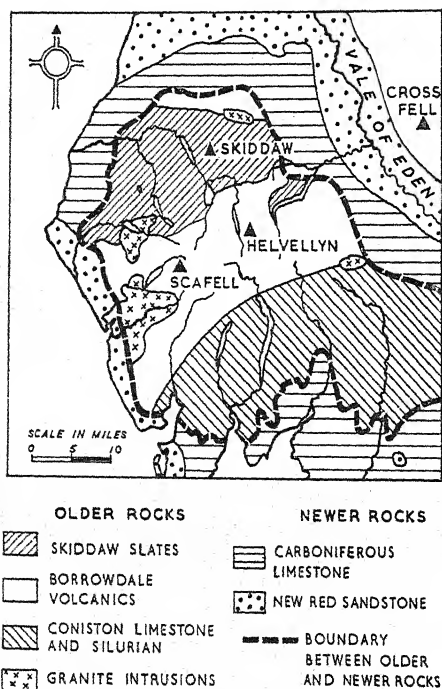 CROSS
FELL
VALE OF EDEN
SKIDDAW
HELVELLYN
SCAFELL
SCALE IN MILES
0 5 10
OLDER ROCKS
SKIDDAW SLATES
BORROWDALE
VOLCANICS
CONISTON LIMESTONE
AND SILURIAN
GRANITE INTRUSIONS
NEWER ROCKS
CARBONIFEROUS
LIMESTONE
NEW RED SANDSTONE
BOUNDARY
BETWEEN OLDER
AND NEWER ROCKS